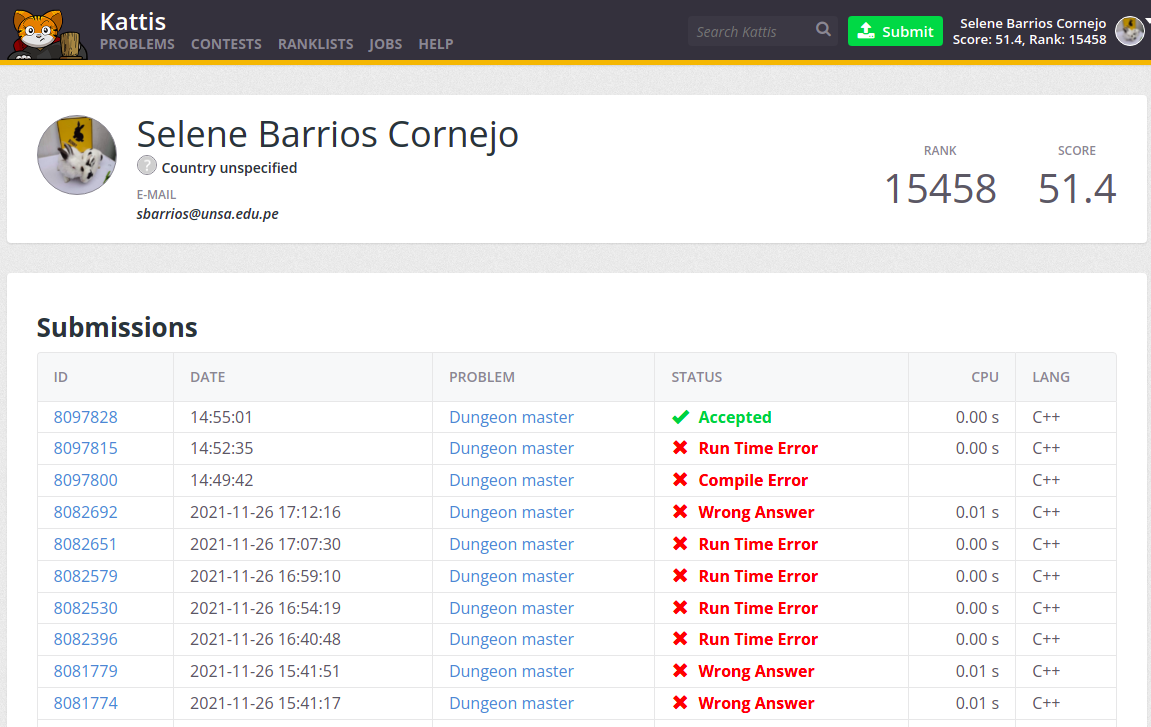 Kattis
PROBLEMS CONTESTS RANKLISTS JOBS HELP
Search Kattis
Submit
Selene Barrios Cornejo
Score: 51.4, Rank: 15458
Selene Barrios Cornejo
? Country unspecified
E-MAIL
sbarrios@unsa.edu.pe
RANK
15458
SCORE
51.4
Submissions
ID DATE PROBLEM STATUS CPU LANG
8097828 14:55:01 Dungeon master Accepted 0.00 s C++
8097815 14:52:35 Dungeon master Run Time Error 0.00 s C++
8097800 14:49:42 Dungeon master Compile Error C++
8082692 2021-11-26 17:12:16 Dungeon master Wrong Answer 0.01 s C++
8082651 2021-11-26 17:07:30 Dungeon master Run Time Error 0.00 s C++
8082579 2021-11-26 16:59:10 Dungeon master Run Time Error 0.00 s C++
8082530 2021-11-26 16:54:19 Dungeon master Run Time Error 0.00 s C++
8082396 2021-11-26 16:40:48 Dungeon master Run Time Error 0.00 s C++
8081779 2021-11-26 15:41:51 Dungeon master Wrong Answer 0.01 s C++
8081774 2021-11-26 15:41:17 Dungeon master Wrong Answer 0.01 s C++